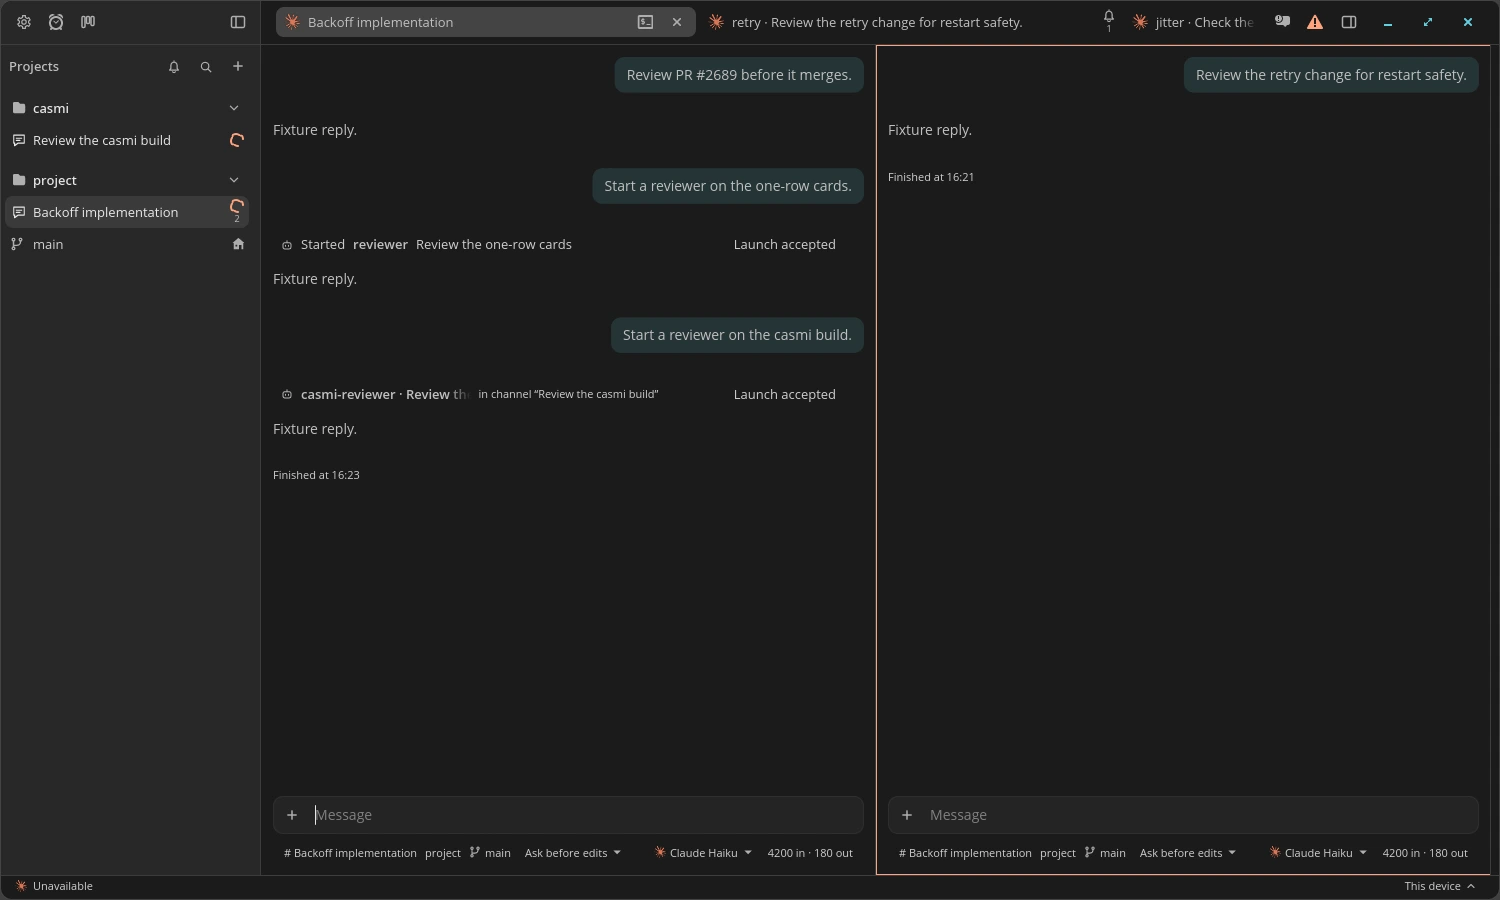 Backoff implementation
retry · Review the retry change for restart safety.
1
jitter · Check the
Projects
casmi
Review the casmi build
project
Backoff implementation
2
main
Review PR #2689 before it merges.
Fixture reply.
Start a reviewer on the one-row cards.
Started reviewer Review the one-row cards Launch accepted
Fixture reply.
Start a reviewer on the casmi build.
casmi-reviewer · Review th in channel “Review the casmi build” Launch accepted
Fixture reply.
Finished at 16:23
Message
# Backoff implementation project main Ask before edits Claude Haiku 4200 in · 180 out
Review the retry change for restart safety.
Fixture reply.
Finished at 16:21
Message
# Backoff implementation project main Ask before edits Claude Haiku 4200 in · 180 out
Unavailable
This device